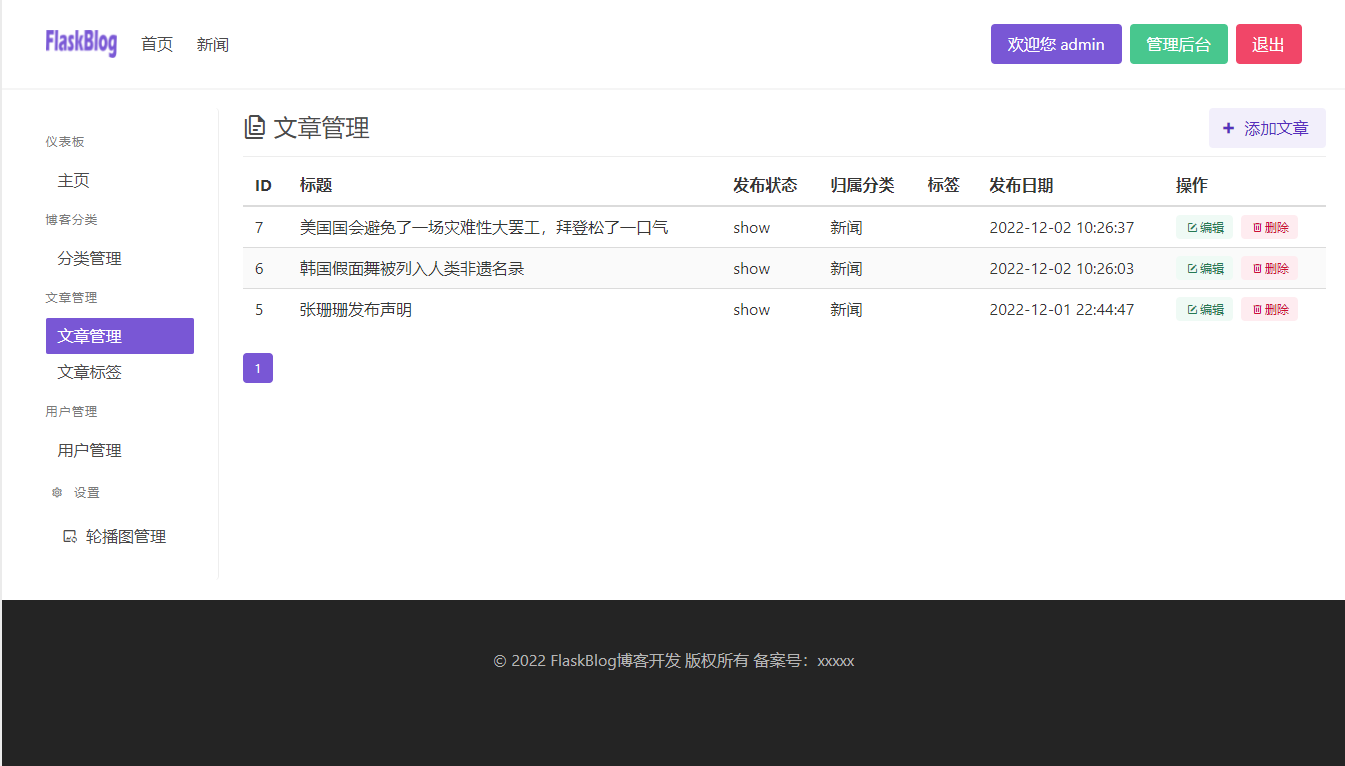 FlaskBlog 首页 新闻 欢迎您 admin 管理后台 退出
仪表板
主页
博客分类
分类管理
文章管理
文章管理
文章标签
用户管理
用户管理
设置
轮播图管理
文章管理 + 添加文章
ID 标题 发布状态 归属分类 标签 发布日期 操作
7 美国国会避免了一场灾难性大罢工，拜登松了一口气 show 新闻 2022-12-02 10:26:37 编辑 删除
6 韩国假面舞被列入人类非遗名录 show 新闻 2022-12-02 10:26:03 编辑 删除
5 张珊珊发布声明 show 新闻 2022-12-01 22:44:47 编辑 删除
1
© 2022 FlaskBlog博客开发 版权所有 备案号：xxxxx